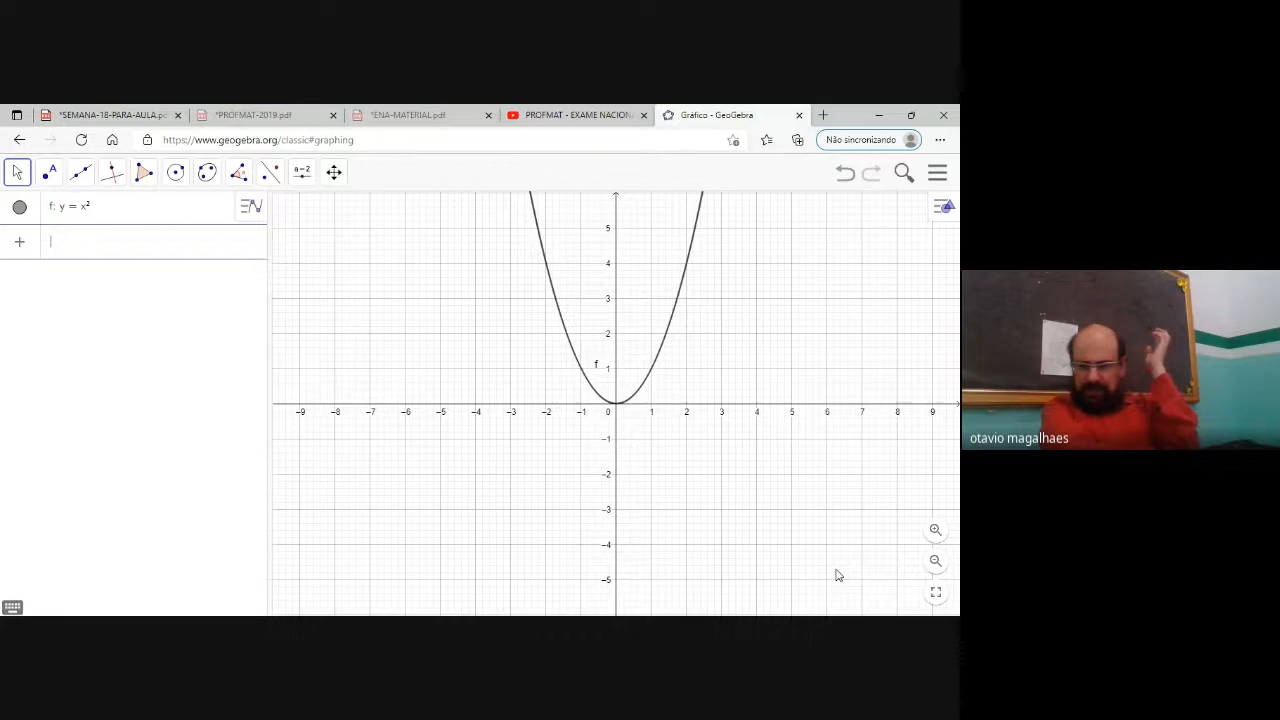 *SEMANA-18-PARA-AULA.pd
*PROFMAT-2019.pdf
*ENA-MATERIAL.pdf
PROFMAT - EXAME NACION
Gráfico - GeoGebra
https://www.geogebra.org/classic#graphing
Não sincronizando
A
a=2
f: y = x²
5
4
3
2
f
1
−9 −8 −7 −6 −5 −4 −3 −2 −1 0 1 2 3 4 5 6 7 8 9
−1
−2
−3
−4
−5
otavio magalhaes